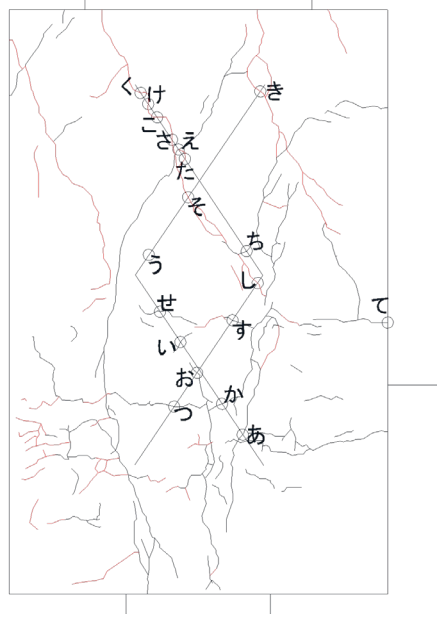 く け き
こ
さ え
た
そ
ち
う
し
せ て
す
い
お
か
つ
あ